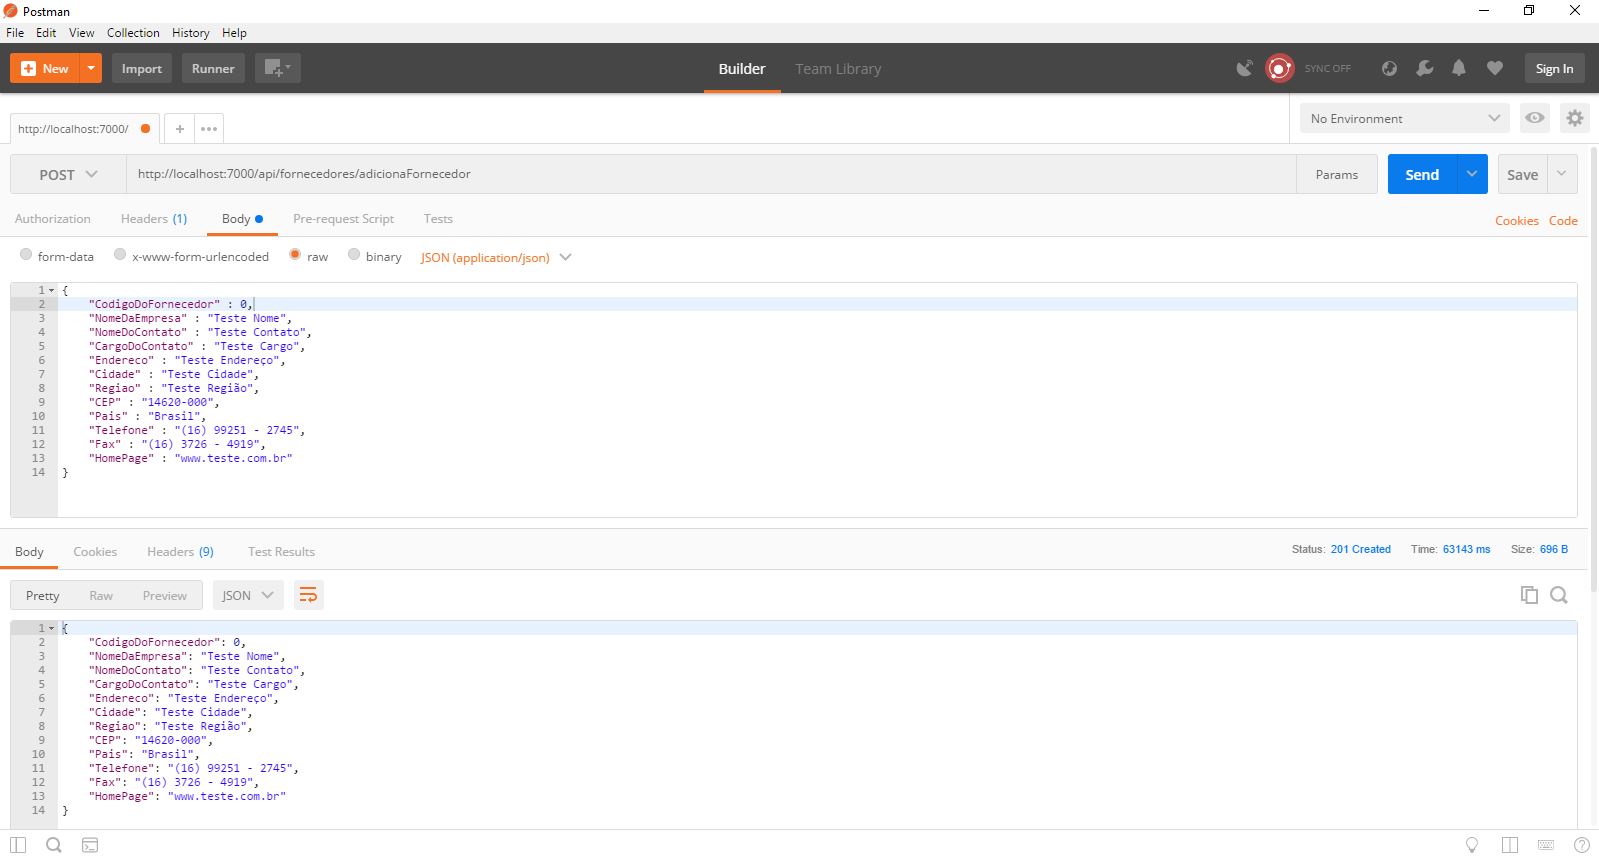 Postman
File Edit View Collection History Help
New Import Runner Builder Team Library SYNC OFF Sign In
http://localhost:7000/ No Environment
POST http://localhost:7000/api/fornecedores/adicionaFornecedor Params Send Save
Authorization Headers (1) Body Pre-request Script Tests Cookies Code
form-data x-www-form-urlencoded raw binary JSON (application/json)
1 {
2 "CodigoDoFornecedor" : 0,
3 "NomeDaEmpresa" : "Teste Nome",
4 "NomeDoContato" : "Teste Contato",
5 "CargoDoContato" : "Teste Cargo",
6 "Endereco" : "Teste Endereço",
7 "Cidade" : "Teste Cidade",
8 "Regiao" : "Teste Região",
9 "CEP" : "14620-000",
10 "Pais" : "Brasil",
11 "Telefone" : "(16) 99251 - 2745",
12 "Fax" : "(16) 3726 - 4919",
13 "HomePage" : "www.teste.com.br"
14 }
Body Cookies Headers (9) Test Results Status: 201 Created Time: 63143 ms Size: 696 B
Pretty Raw Preview JSON
1 {
2 "CodigoDoFornecedor": 0,
3 "NomeDaEmpresa": "Teste Nome",
4 "NomeDoContato": "Teste Contato",
5 "CargoDoContato": "Teste Cargo",
6 "Endereco": "Teste Endereço",
7 "Cidade": "Teste Cidade",
8 "Regiao": "Teste Região",
9 "CEP": "14620-000",
10 "Pais": "Brasil",
11 "Telefone": "(16) 99251 - 2745",
12 "Fax": "(16) 3726 - 4919",
13 "HomePage": "www.teste.com.br"
14 }